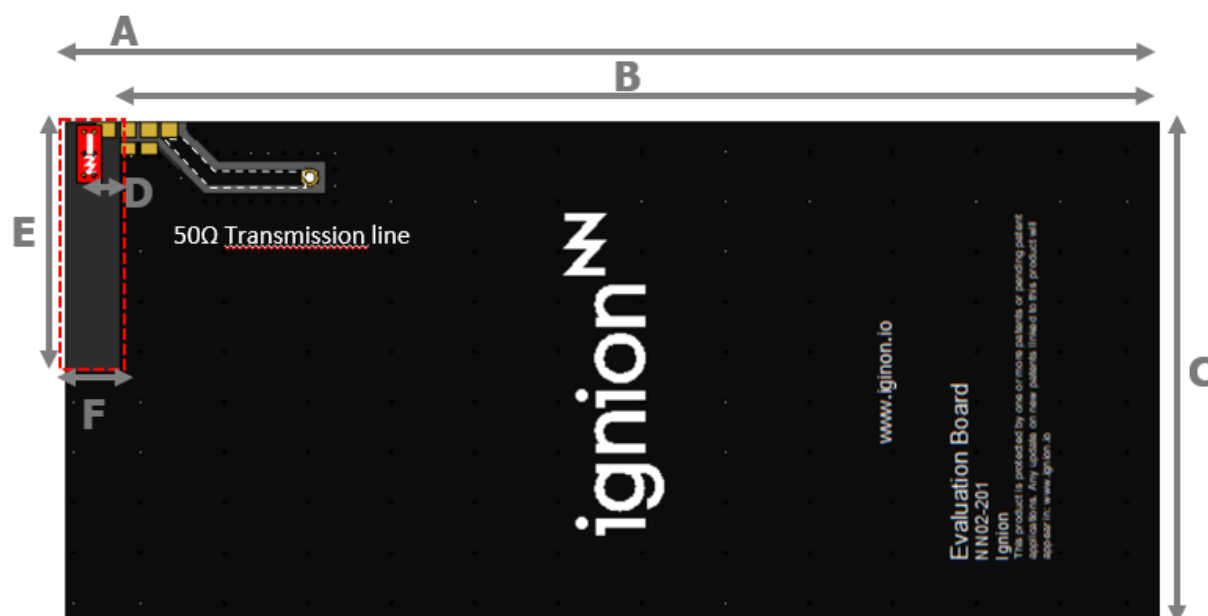 A
B
C
D
E
F
50Ω Transmission line
ignion
www.iginon.io
Evaluation Board
NN02-201
Ignion
This product is protected by one or more patents or pending patent
applications. Any update on new patents linked to this product will
appear in: www.ignion.io